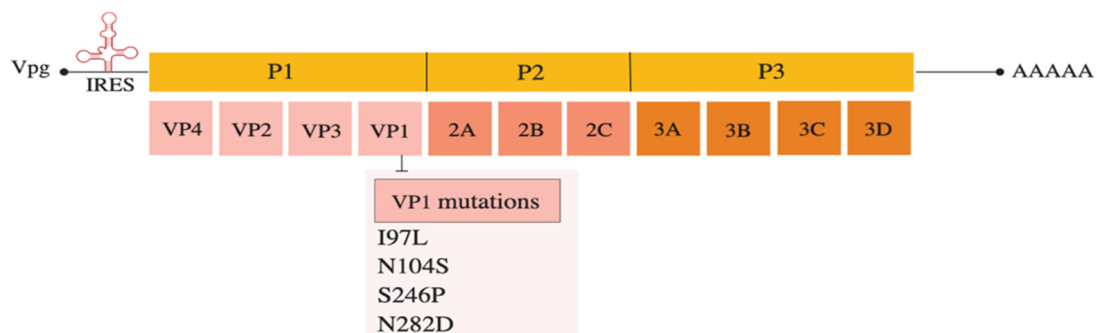 P1 P2 P3
Vpg IRES AAAAA
VP4 VP2 VP3 VP1 2A 2B 2C 3A 3B 3C 3D
VP1 mutations
I97L
N104S
S246P
N282D